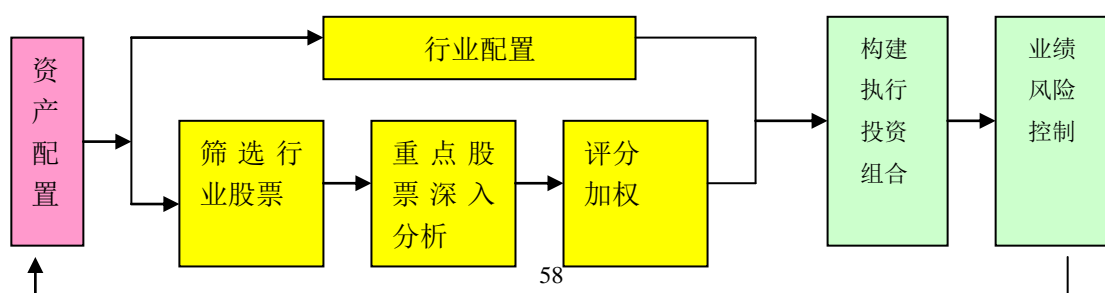 资
产
配
置
行业配置
筛选行
业股票
重点股
票深入
分析
评分
加权
构建
执行
投资
组合
业绩
风险
控制
58